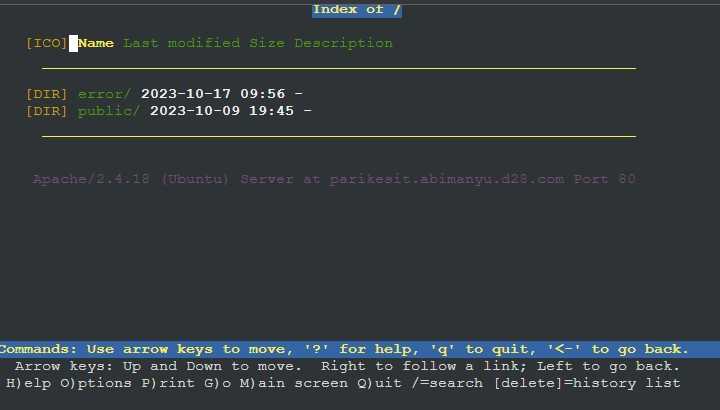 Index of /
[ICO] Name Last modified Size Description
[DIR] error/ 2023-10-17 09:56 -
[DIR] public/ 2023-10-09 19:45 -
Apache/2.4.18 (Ubuntu) Server at parikesit.abimanyu.d28.com Port 80
Commands: Use arrow keys to move, '?' for help, 'q' to quit, '<-' to go back.
Arrow keys: Up and Down to move. Right to follow a link; Left to go back.
H)elp O)ptions P)rint G)o M)ain screen Q)uit /=search [delete]=history list